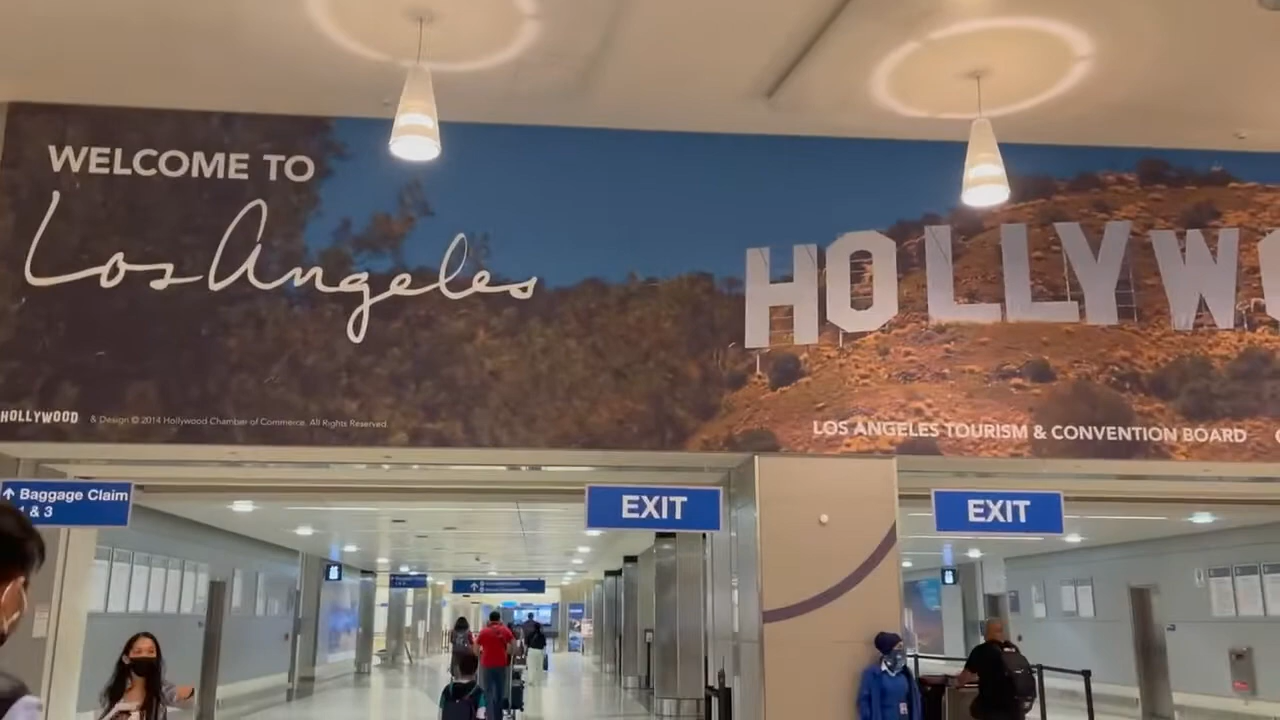 WELCOME TO
Los Angeles
HOLLYWO
HOLLYWOOD & Design © 2014 Hollywood Chamber of Commerce. All Rights Reserved
LOS ANGELES TOURISM & CONVENTION BOARD
↑ Baggage Claim
1 & 3
EXIT
EXIT